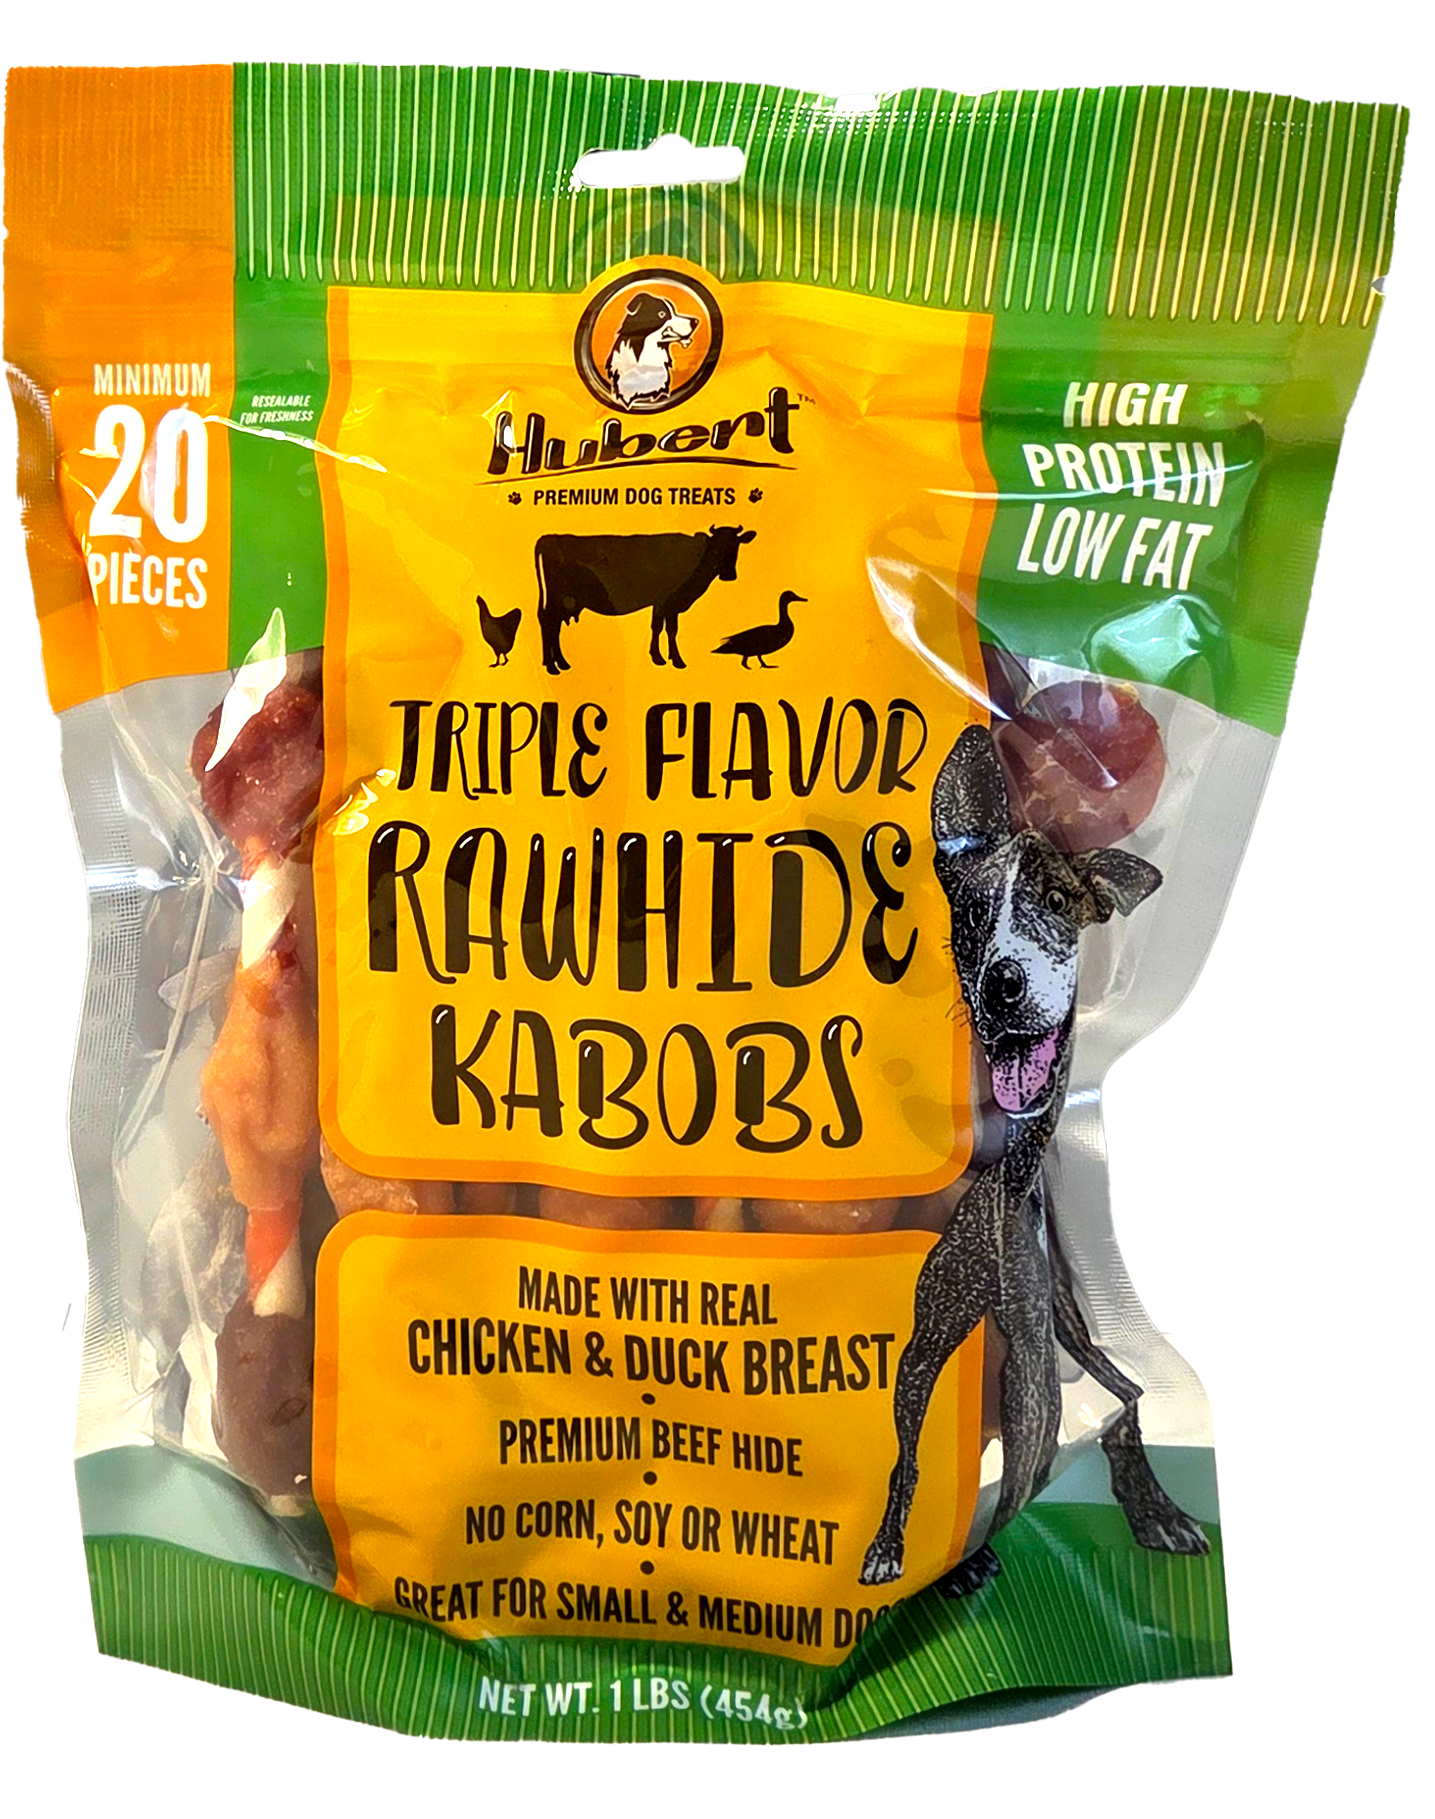 MINIMUM
20
PIECES
RESEALABLE
FOR FRESHNESS
Hubert™
PREMIUM DOG TREATS
HIGH
PROTEIN
LOW FAT
TRIPLE FLAVOR
RAWHIDE
KABOBS
MADE WITH REAL
CHICKEN & DUCK BREAST
•
PREMIUM BEEF HIDE
•
NO CORN, SOY OR WHEAT
•
GREAT FOR SMALL & MEDIUM
NET WT. 1 LBS (454g)